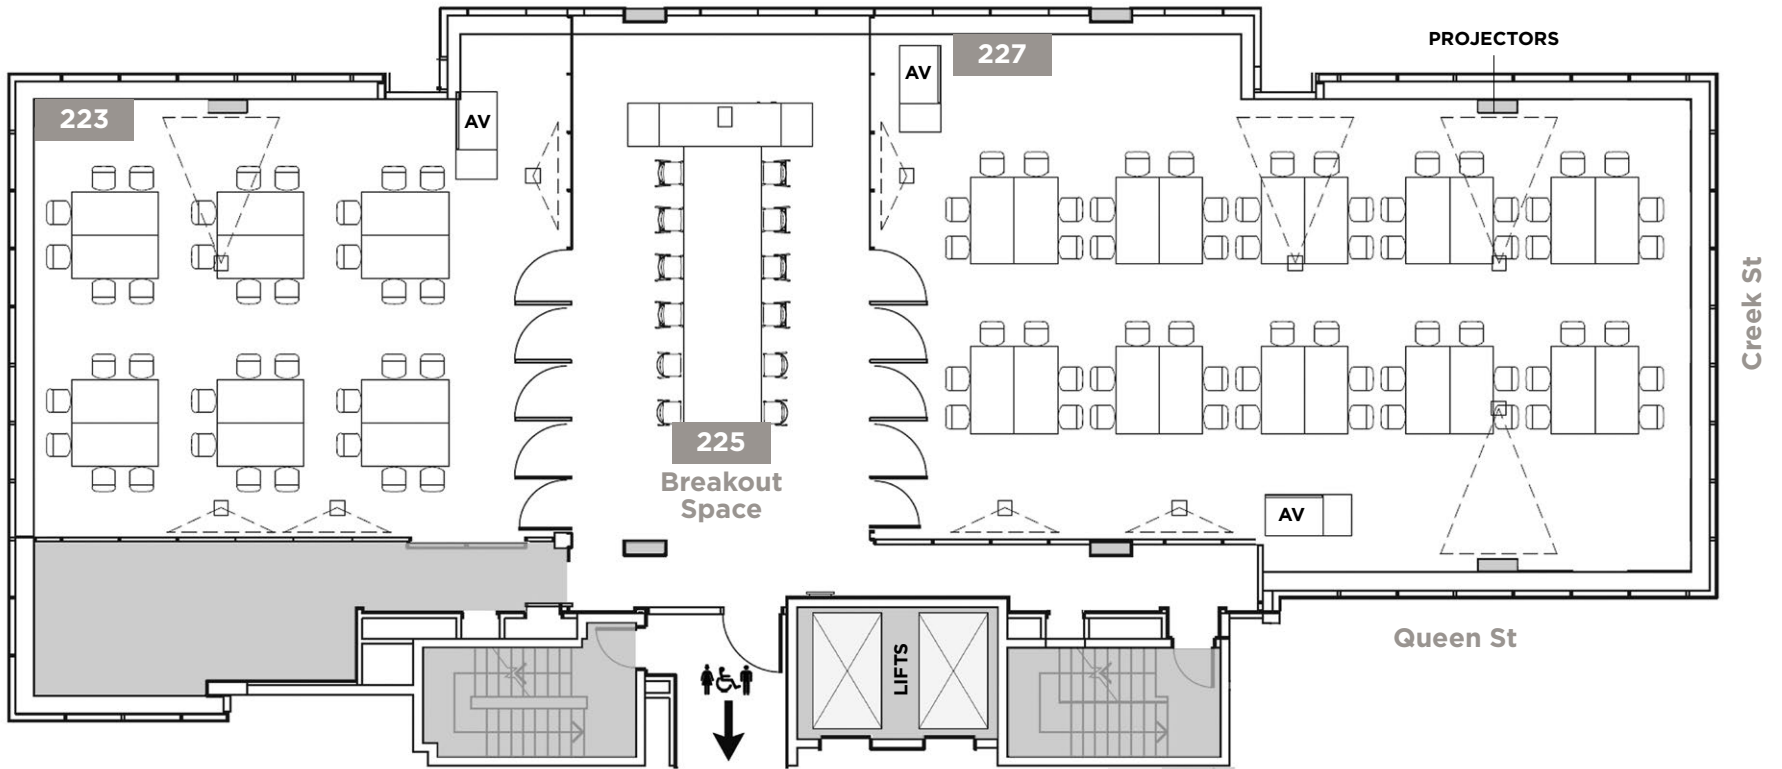 PROJECTORS
227
AV
223
AV
225
Breakout
Space
AV
Creek St
Queen St
LIFTS